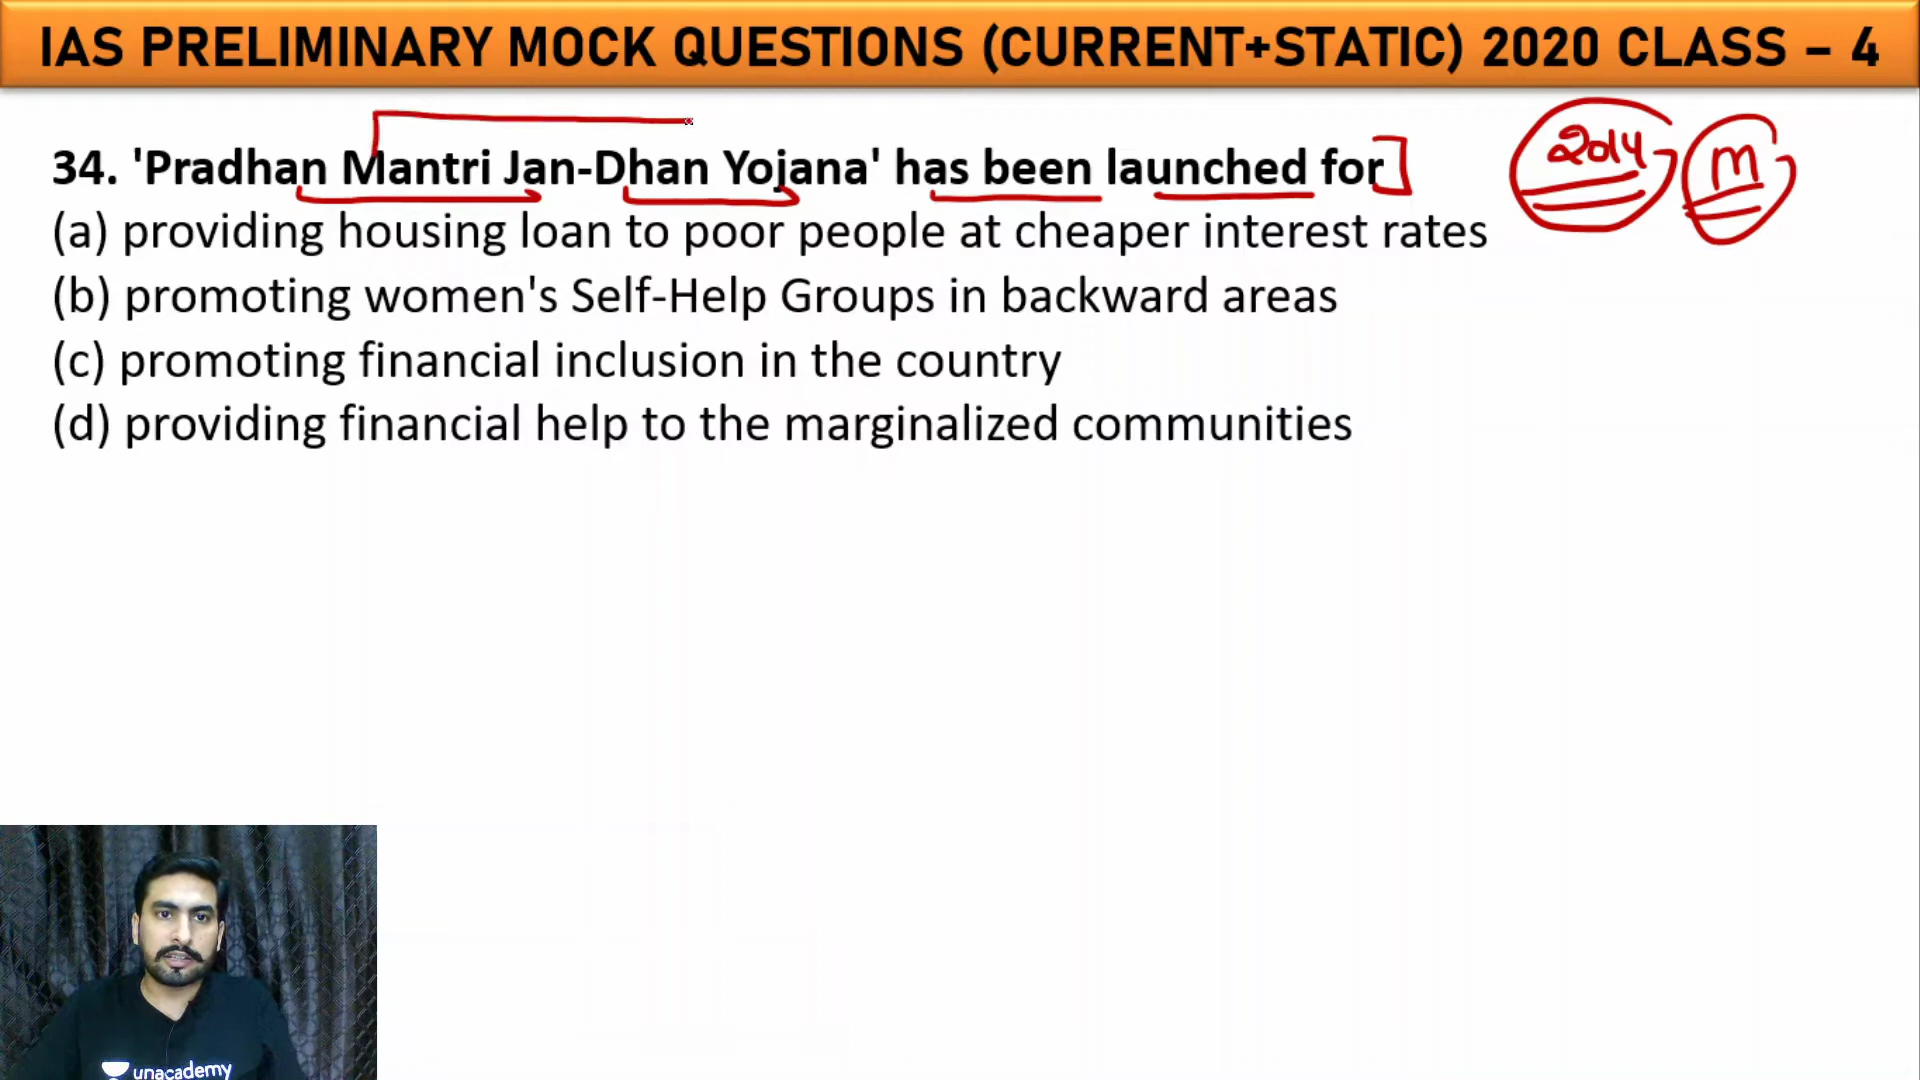 IAS PRELIMINARY MOCK QUESTIONS (CURRENT+STATIC) 2020 CLASS – 4
2014 M
34. 'Pradhan Mantri Jan-Dhan Yojana' has been launched for
(a) providing housing loan to poor people at cheaper interest rates
(b) promoting women's Self-Help Groups in backward areas
(c) promoting financial inclusion in the country
(d) providing financial help to the marginalized communities
unacademy